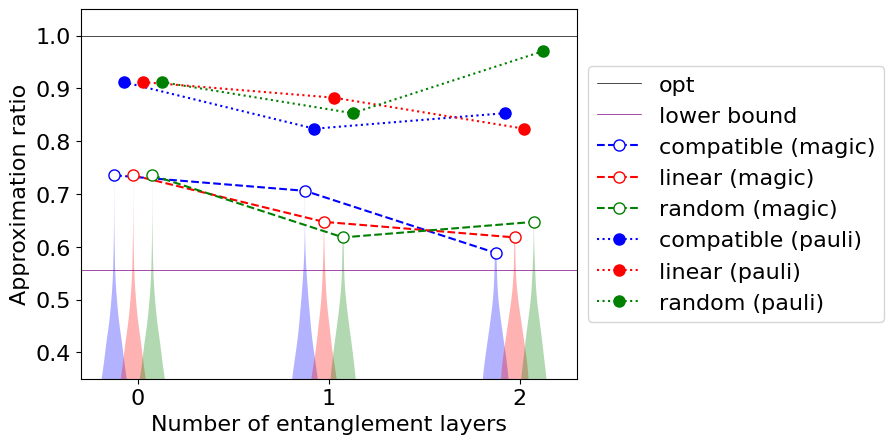 1.0
0.9
0.8
0.7
0.6
0.5
0.4
Approximation ratio
0
1
2
Number of entanglement layers
opt
lower bound
compatible (magic)
linear (magic)
random (magic)
compatible (pauli)
linear (pauli)
random (pauli)